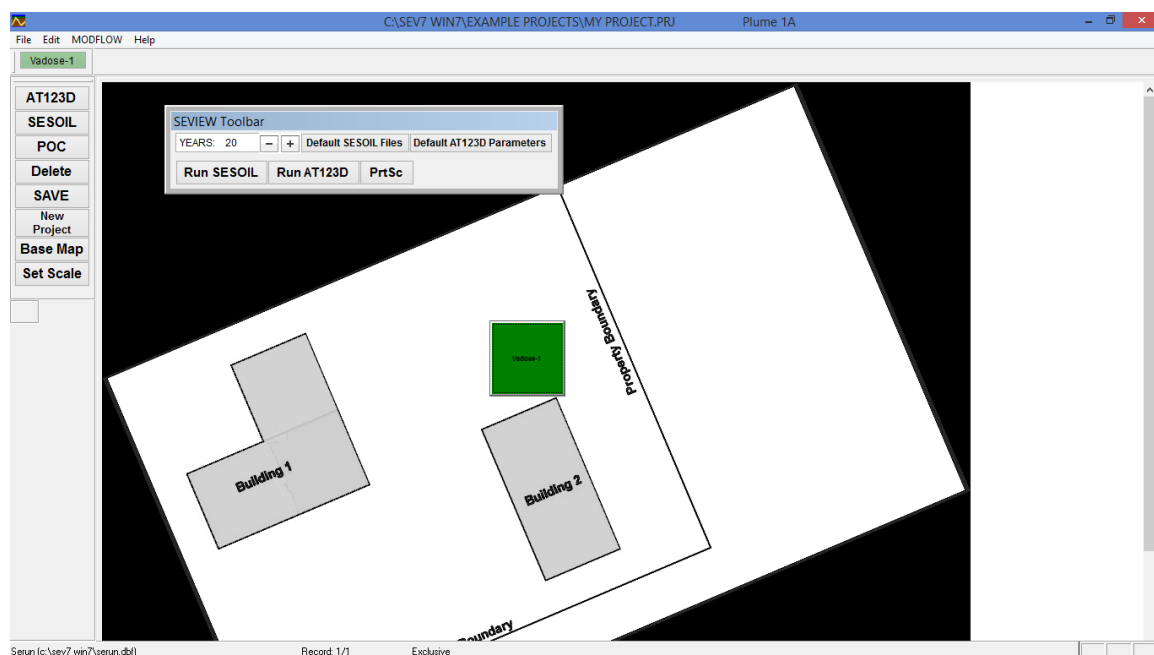 C:\SEV7 WIN7\EXAMPLE PROJECTS\MY PROJECT.PRJ Plume 1A
File Edit MODFLOW Help
Vadose-1
AT123D
SESOIL
POC
Delete
SAVE
New
Project
Base Map
Set Scale
SEVIEW Toolbar
YEARS: 20 − + Default SESOIL Files Default AT123D Parameters
Run SESOIL Run AT123D PrtSc
Property Boundary
Vadose-1
Building 1
Building 2
oundary
Serun (c:\sev7 win7\serun.dbf) Record: 1/1 Exclusive